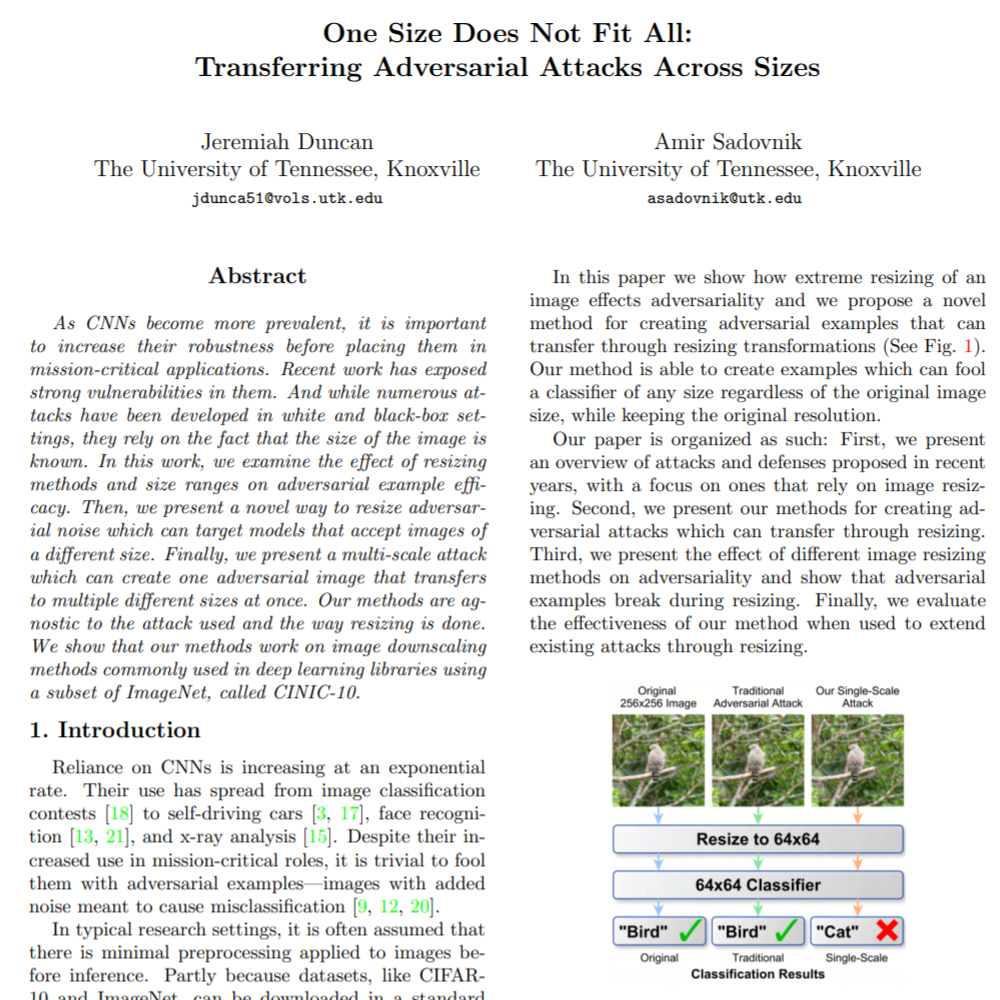 One Size Does Not Fit All:
Transferring Adversarial Attacks Across Sizes
Jeremiah Duncan
The University of Tennessee, Knoxville
jdunca51@vols.utk.edu
Amir Sadovnik
The University of Tennessee, Knoxville
asadovnik@utk.edu
Abstract
As CNNs become more prevalent, it is important
to increase their robustness before placing them in
mission-critical applications. Recent work has exposed
strong vulnerabilities in them. And while numerous at-
tacks have been developed in white and black-box set-
tings, they rely on the fact that the size of the image is
known. In this work, we examine the effect of resizing
methods and size ranges on adversarial example effi-
cacy. Then, we present a novel way to resize adversar-
ial noise which can target models that accept images of
a different size. Finally, we present a multi-scale attack
which can create one adversarial image that transfers
to multiple different sizes at once. Our methods are ag-
nostic to the attack used and the way resizing is done.
We show that our methods work on image downscaling
methods commonly used in deep learning libraries using
a subset of ImageNet, called CINIC-10.
1. Introduction
Reliance on CNNs is increasing at an exponential
rate. Their use has spread from image classification
contests [18] to self-driving cars [3, 17], face recogni-
tion [13, 21], and x-ray analysis [15]. Despite their in-
creased use in mission-critical roles, it is trivial to fool
them with adversarial examples—images with added
noise meant to cause misclassification [9, 12, 20].
In typical research settings, it is often assumed that
there is minimal preprocessing applied to images be-
fore inference. Partly because datasets, like CIFAR-
10 and ImageNet, can be downloaded in a standard
In this paper we show how extreme resizing of an
image effects adversariality and we propose a novel
method for creating adversarial examples that can
transfer through resizing transformations (See Fig. 1).
Our method is able to create examples which can fool
a classifier of any size regardless of the original image
size, while keeping the original resolution.
Our paper is organized as such: First, we present
an overview of attacks and defenses proposed in recent
years, with a focus on ones that rely on image resiz-
ing. Second, we present our methods for creating ad-
versarial attacks which can transfer through resizing.
Third, we present the effect of different image resizing
methods on adversariality and show that adversarial
examples break during resizing. Finally, we evaluate
the effectiveness of our method when used to extend
existing attacks through resizing.
Original
256x256 Image
Traditional
Adversarial Attack
Our Single-Scale
Attack
Resize to 64x64
64x64 Classifier
"Bird"
"Bird"
"Cat"
Original
Traditional
Single-Scale
Classification Results